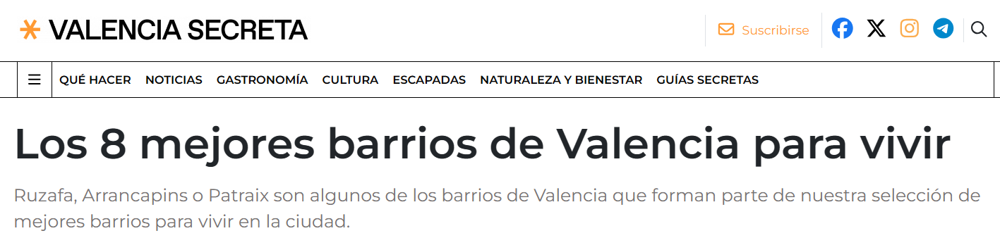 VALENCIA SECRETA
Suscribirse
QUÉ HACER NOTICIAS GASTRONOMÍA CULTURA ESCAPADAS NATURALEZA Y BIENESTAR GUÍAS SECRETAS
Los 8 mejores barrios de Valencia para vivir
Ruzafa, Arrancapins o Patraix son algunos de los barrios de Valencia que forman parte de nuestra selección de
mejores barrios para vivir en la ciudad.